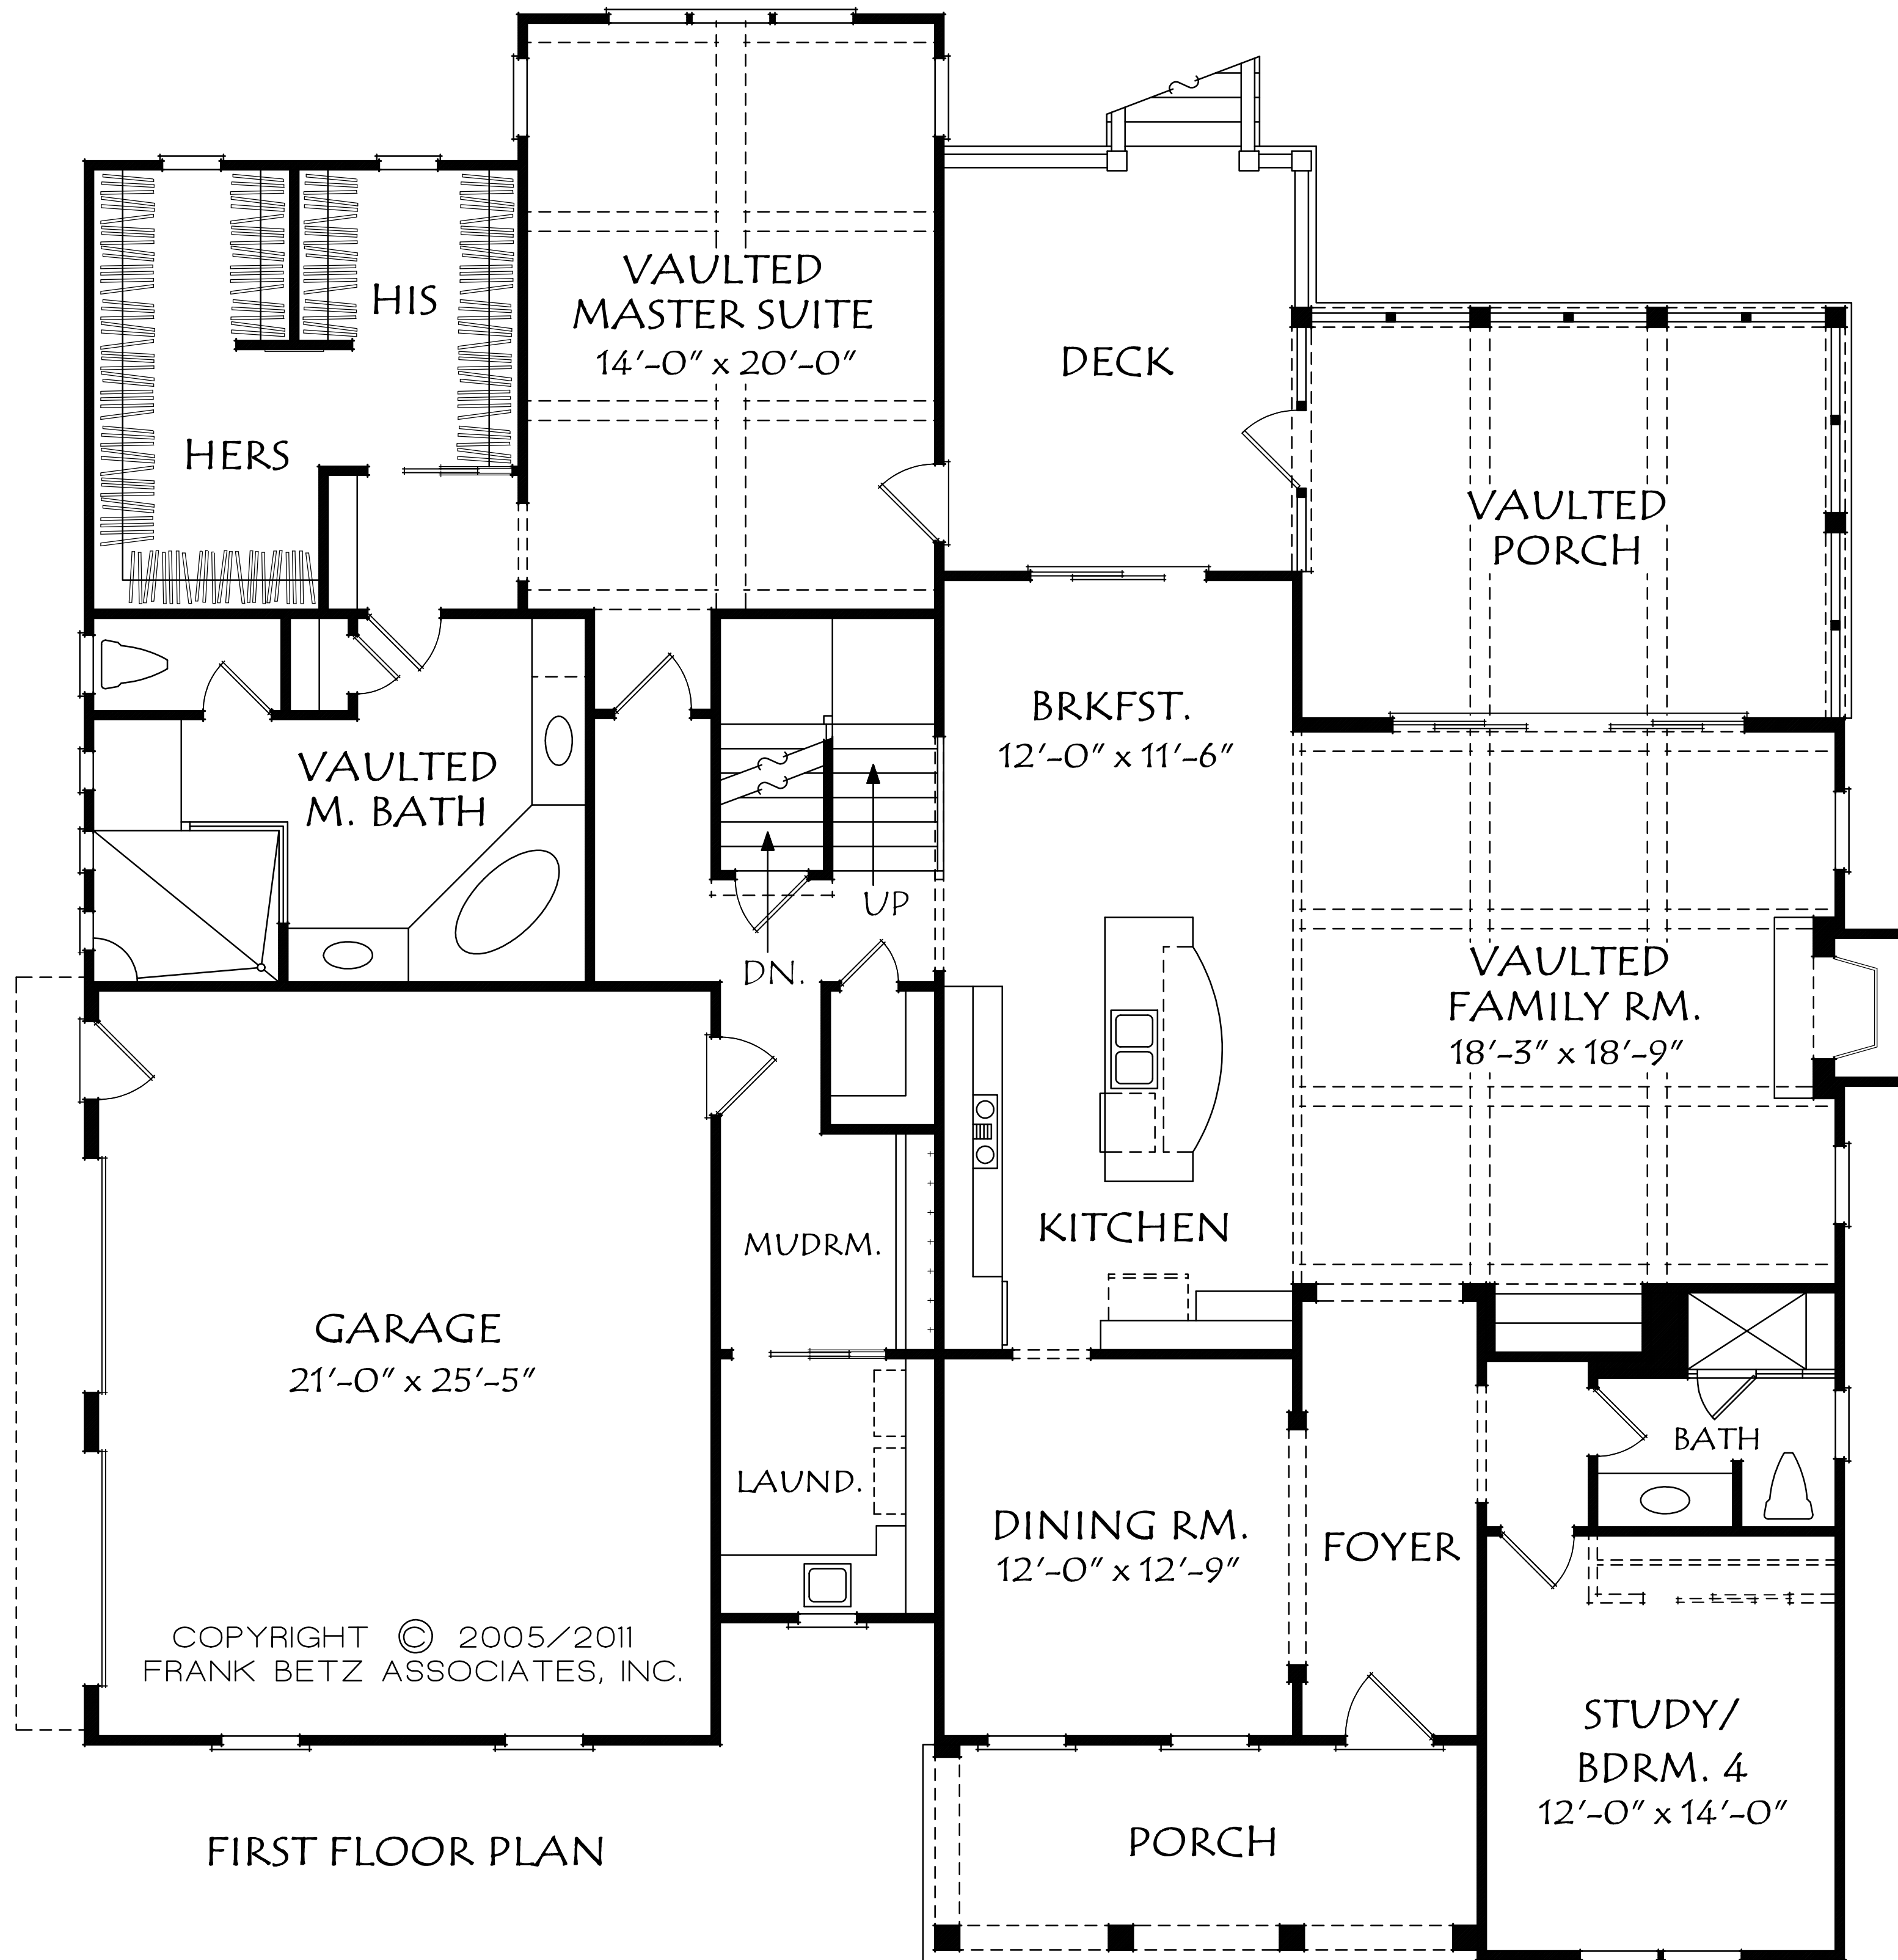 VAULTED
MASTER SUITE
14'-0" x 20'-0"
HIS
HERS
DECK
VAULTED
PORCH
BRKFST.
12'-0" x 11'-6"
VAULTED
M. BATH
UP
DN.
VAULTED
FAMILY RM.
18'-3" x 18'-9"
KITCHEN
MUDRM.
GARAGE
21'-0" x 25'-5"
BATH
LAUND.
DINING RM.
12'-0" x 12'-9"
FOYER
COPYRIGHT © 2005/2011
FRANK BETZ ASSOCIATES, INC.
STUDY/
BDRM. 4
12'-0" x 14'-0"
PORCH
FIRST FLOOR PLAN